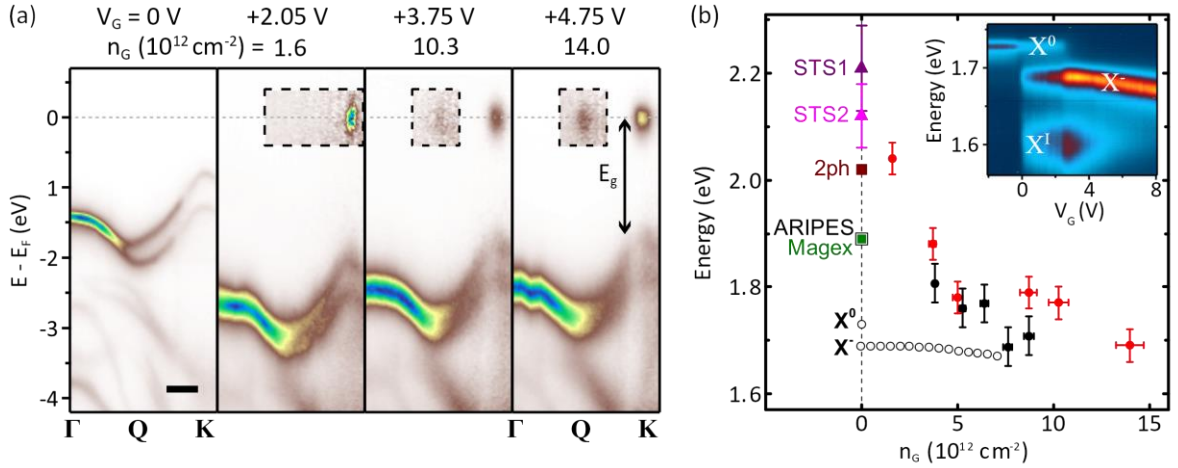 (a)
V_G = 0 V +2.05 V +3.75 V +4.75 V
n_G (10^12 cm^-2) = 1.6 10.3 14.0
E - E_F (eV)
0
1
-2
-3
-4
E_g
Γ Q K Γ Q K
(b)
Energy (eV)
2.2
2.0
1.8
1.6
STS1
STS2
2ph
ARIPES
Magex
X^0
X^-
0 5 10 15
n_G (10^12 cm^-2)
Energy (eV)
1.7
1.6
X^0
X^-
X^I
0 4 8
V_G (V)